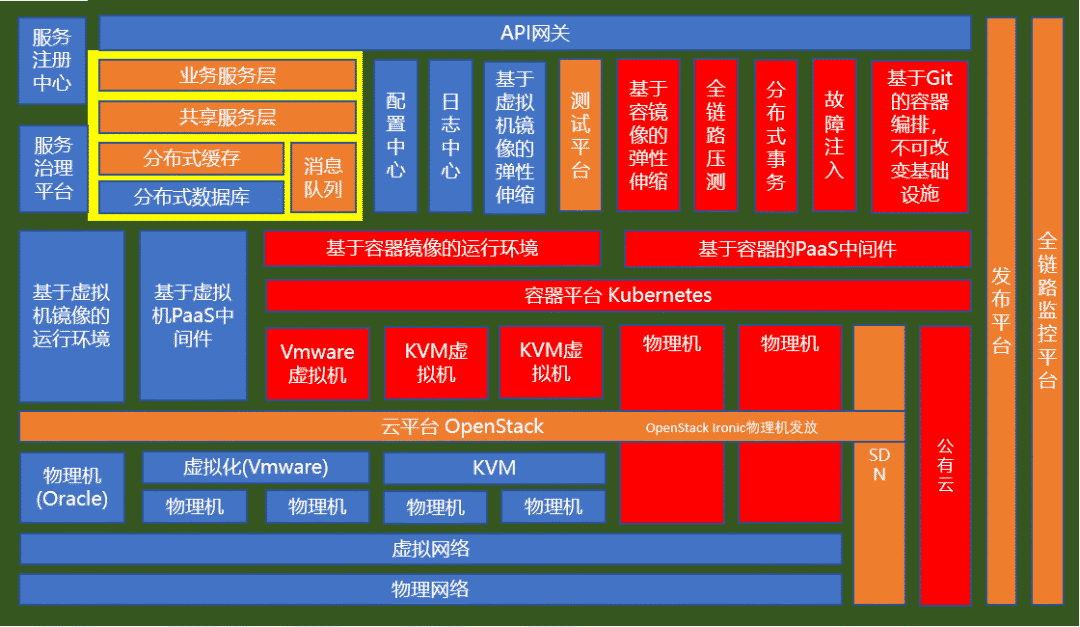 服务
注册
中心
API网关
业务服务层
共享服务层
分布式缓存
分布式数据库
消息
队列
服务
治理
平台
配
置
中
心
日
志
中
心
基于
虚拟
机镜
像的
弹性
伸缩
测
试
平
台
基于
容镜
像的
弹性
伸缩
全
链
路
压
测
分
布
式
事
务
故
障
注
入
基于Git
的容器
编排，
不可改
变基础
设施
基于虚拟
机镜像的
运行环境
基于虚拟
机PaaS中
间件
基于容器镜像的运行环境
基于容器的PaaS中间件
容器平台 Kubernetes
Vmware
虚拟机
KVM虚
拟机
KVM虚
拟机
物理机
物理机
云平台 OpenStack
OpenStack Ironic物理机发放
物理机
(Oracle)
虚拟化(Vmware)
KVM
物理机
物理机
物理机
物理机
SD
N
公
有
云
虚拟网络
物理网络
发
布
平
台
全
链
路
监
控
平
台